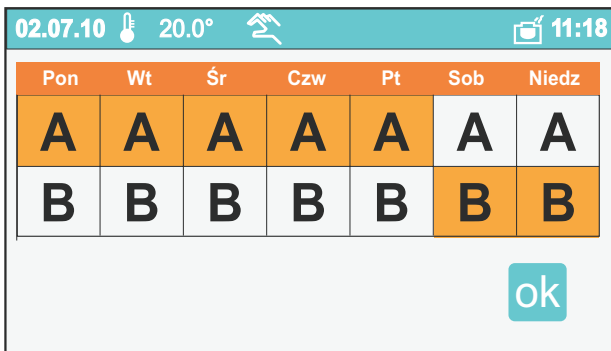 02.07.10 20.0° 11:18
Pon Wt Śr Czw Pt Sob Niedz
A A A A A A A
B B B B B B B
ok